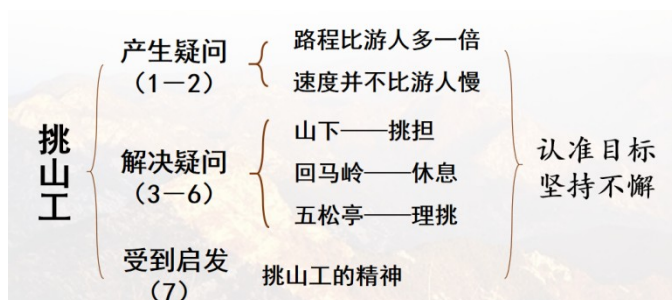 挑山工
产生疑问
(1—2)
路程比游人多一倍
速度并不比游人慢
解决疑问
(3—6)
山下——挑担
回马岭——休息
五松亭——理挑
受到启发
(7)
挑山工的精神
认准目标
坚持不懈